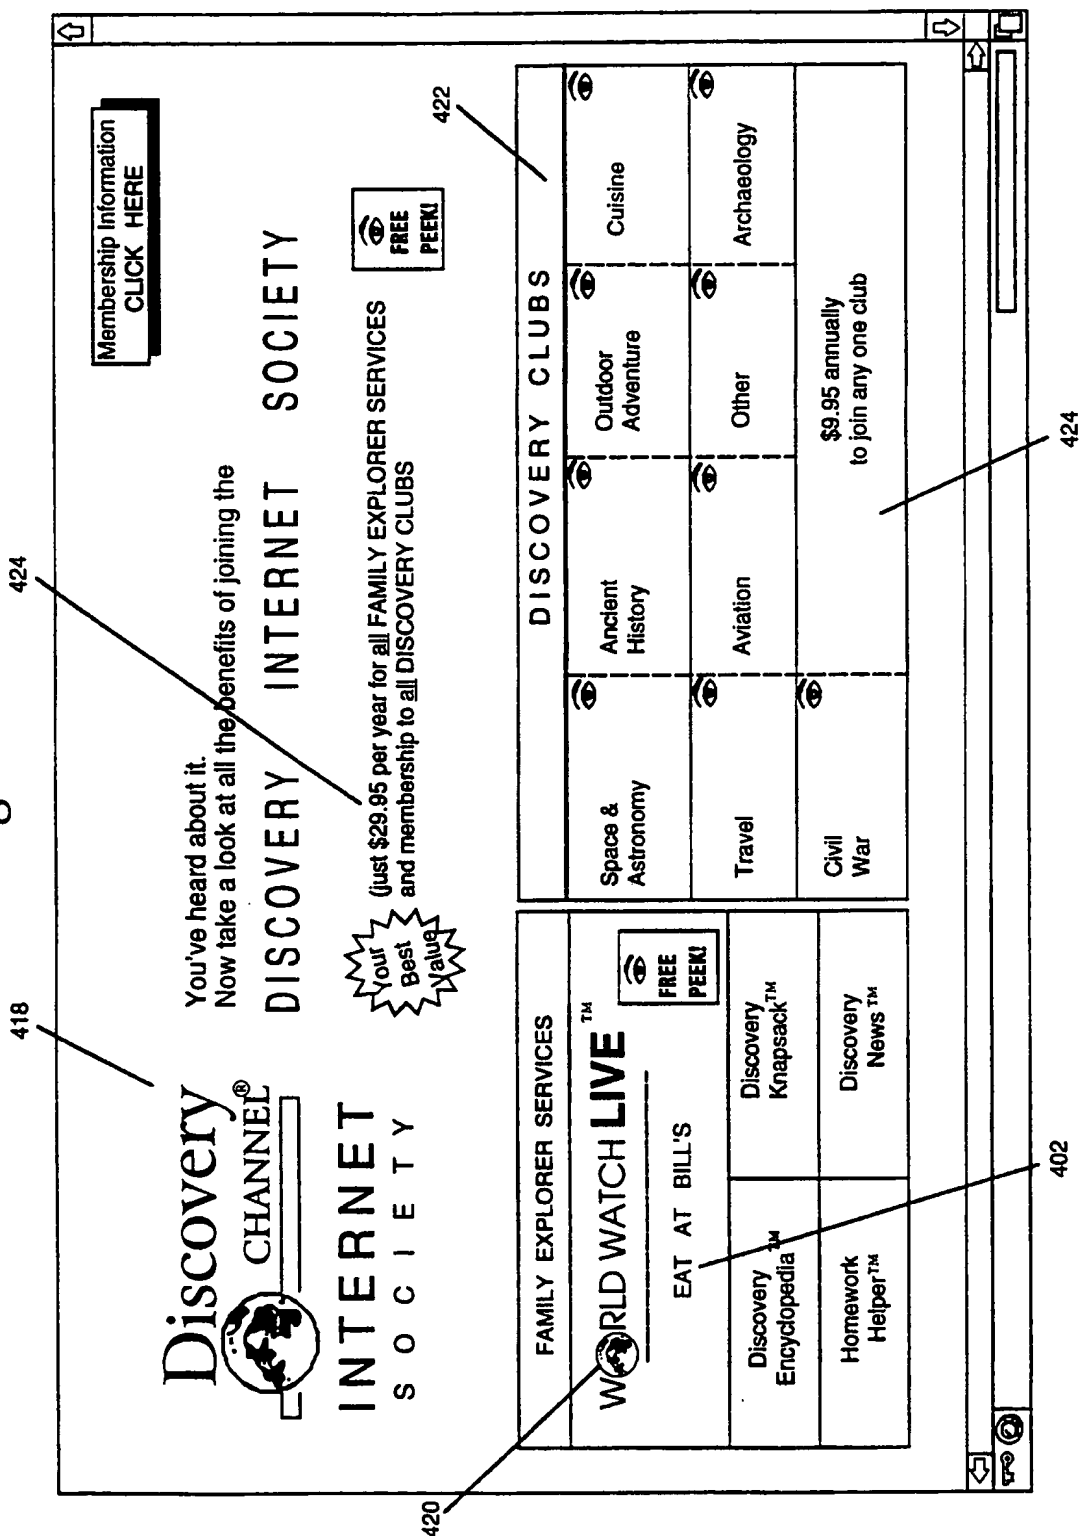 418
424
Discovery
CHANNEL®
INTERNET
SOCIETY
Membership Information
CLICK HERE
You've heard about it.
Now take a look at all the benefits of joining the
DISCOVERY INTERNET SOCIETY
Your
Best
Value
(just $29.95 per year for all FAMILY EXPLORER SERVICES
and membership to all DISCOVERY CLUBS
FREE
PEEK!
422
420
FAMILY EXPLORER SERVICES
WORLD WATCH LIVE™
EAT AT BILL'S
FREE
PEEK!
Discovery
Encyclopedia™
Discovery
Knapsack™
Homework
Helper™
Discovery
News™
402
DISCOVERY CLUBS
Space &
Astronomy
Ancient
History
Outdoor
Adventure
Cuisine
Travel
Aviation
Other
Archaeology
Civil
War
$9.95 annually
to join any one club
424